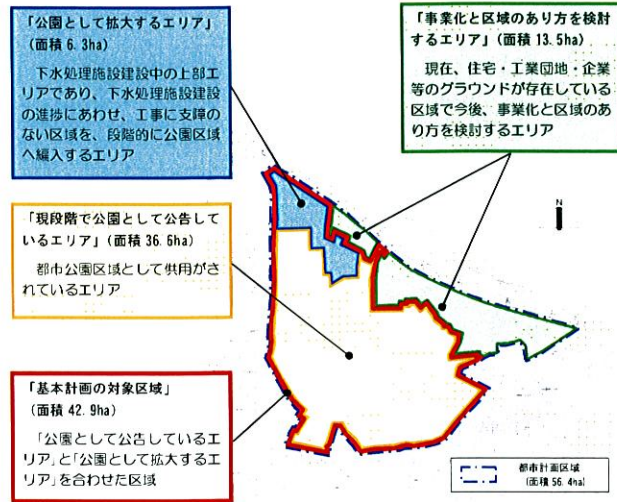 「公園として拡大するエリア」
(面積 6.3ha)
下水処理施設建設中の上部エ
リアであり、下水処理施設建設
の進捗にあわせ、工事に支障の
ない区域を、段階的に公園区域
へ編入するエリア
「事業化と区域のあり方を検討
するエリア」(面積 13.5ha)
現在、住宅・工業団地・企業
等のグラウンドが存在している
区域で今後、事業化と区域のあ
り方を検討するエリア
「現段階で公園として公告して
いるエリア」(面積 36.6ha)
都市公園区域として供用がさ
れているエリア
N
「基本計画の対象区域」
(面積 42.9ha)
「公園として公告しているエ
リア」と「公園として拡大するエ
リア」を合わせた区域
都市計画区域
(面積 56.4ha)